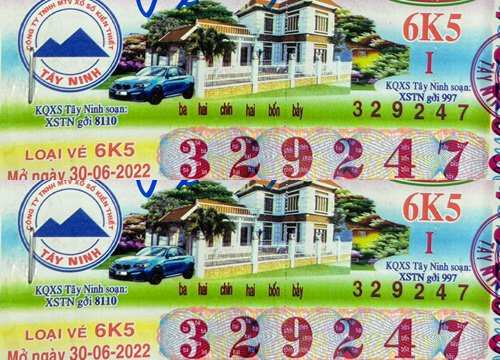 CÔNG TY TNHH MTV XỔ SỐ KIẾN THIẾT
TÂY NINH
6K5
I
KQXS Tây Ninh soạn:
XSTN gởi 8110
ba hai chín hai bốn bảy
KQXS Tây Ninh soạn:
XSTN gởi 997
329247
LOẠI VÉ 6K5
Mở ngày 30-06-2022
329247
CÔNG TY TNHH MTV XỔ SỐ KIẾN THIẾT
TÂY NINH
6K5
I
KQXS Tây Ninh soạn:
XSTN gởi 8110
ba hai chín hai bốn bảy
KQXS Tây Ninh soạn:
XSTN gởi 997
329247
LOẠI VÉ 6K5
Mở ngày 30-06-2022
329247